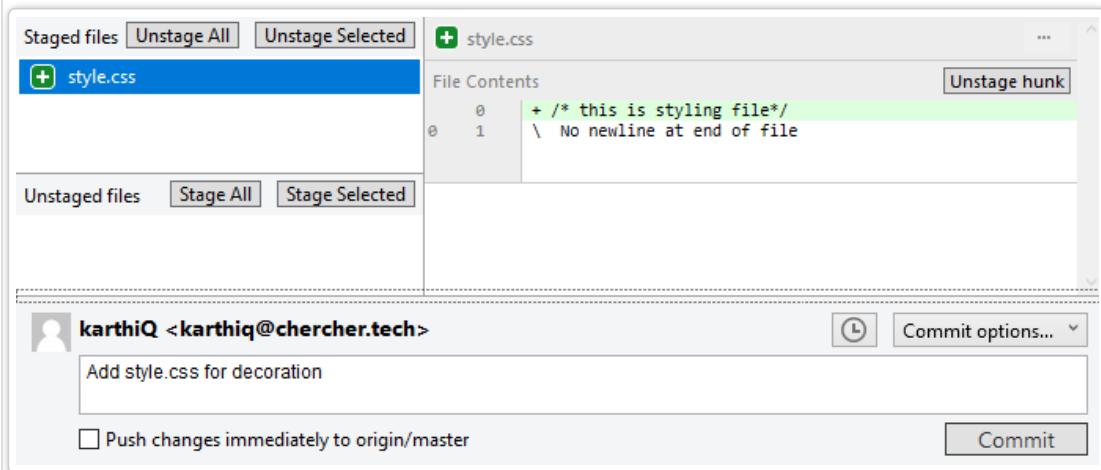 Staged files Unstage All Unstage Selected
style.css
Unstaged files Stage All Stage Selected
style.css ...
File Contents Unstage hunk
0 + /* this is styling file*/
0 1 \ No newline at end of file
karthiQ <karthiq@chercher.tech>
Commit options...
Add style.css for decoration
Push changes immediately to origin/master
Commit